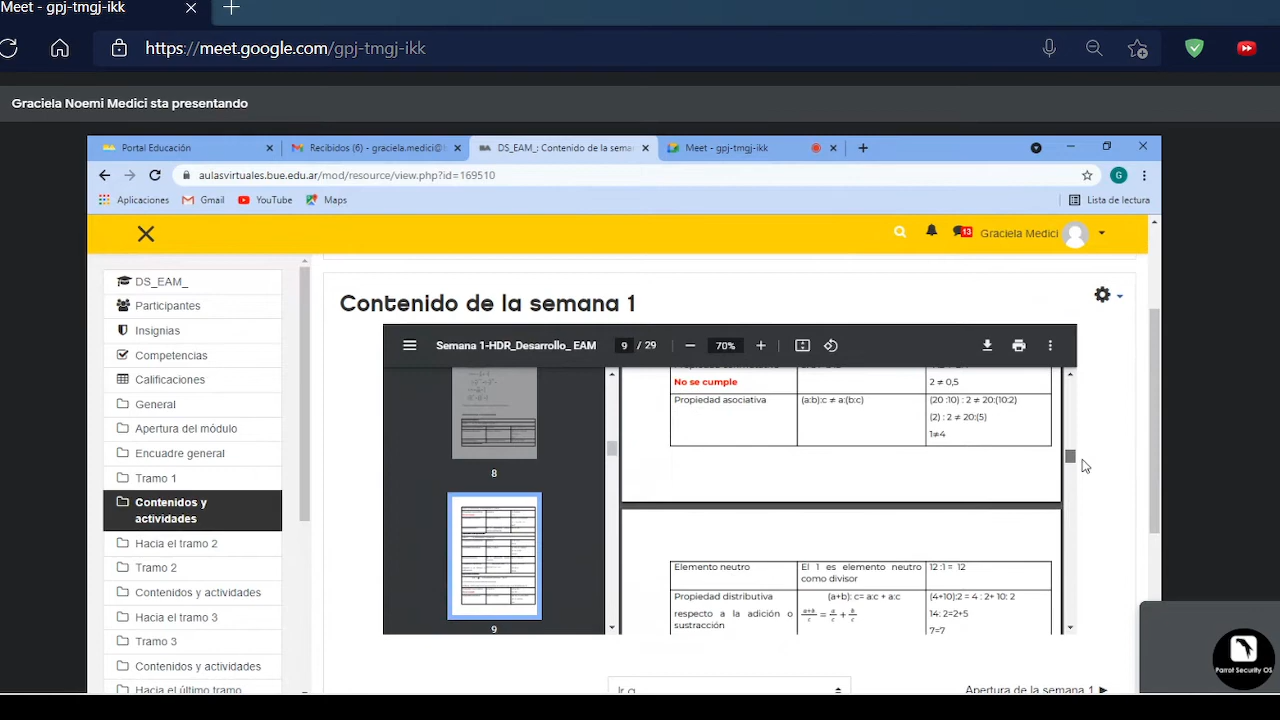 Meet - gpj-tmgj-ikk
https://meet.google.com/gpj-tmgj-ikk
Graciela Noemi Medici sta presentando
Portal Educación
Recibidos (6) - graciela.medici@
DS_EAM_: Contenido de la sema
Meet - gpj-tmgj-ikk
aulasvirtuales.bue.edu.ar/mod/resource/view.php?id=169510
Aplicaciones
Gmail
YouTube
Maps
Lista de lectura
13
Graciela Medici
G
DS_EAM_
Participantes
Insignias
Competencias
Calificaciones
General
Apertura del módulo
Encuadre general
Tramo 1
Contenidos y
actividades
Hacia el tramo 2
Tramo 2
Contenidos y actividades
Hacia el tramo 3
Tramo 3
Contenidos y actividades
Hacia el último tramo
Contenido de la semana 1
Semana 1-HDR_Desarrollo_ EAM
9 / 29
70%
8
9
No se cumple
2 ≠ 0,5
Propiedad asociativa
(a:b):c ≠ a:(b:c)
(20 :10) : 2 ≠ 20:(10:2)
(2) : 2 ≠ 20:(5)
1≠4
Elemento neutro
El 1 es elemento neutro
como divisor
12 :1 = 12
Propiedad distributiva
respecto a la adición o
sustracción
(a+b): c= a:c + a:c
a+b/c = a/c + b/c
(4+10):2 = 4 : 2+ 10: 2
14: 2=2+5
7=7
Ir a
Apertura de la semana 1 ►
Parrot Security OS